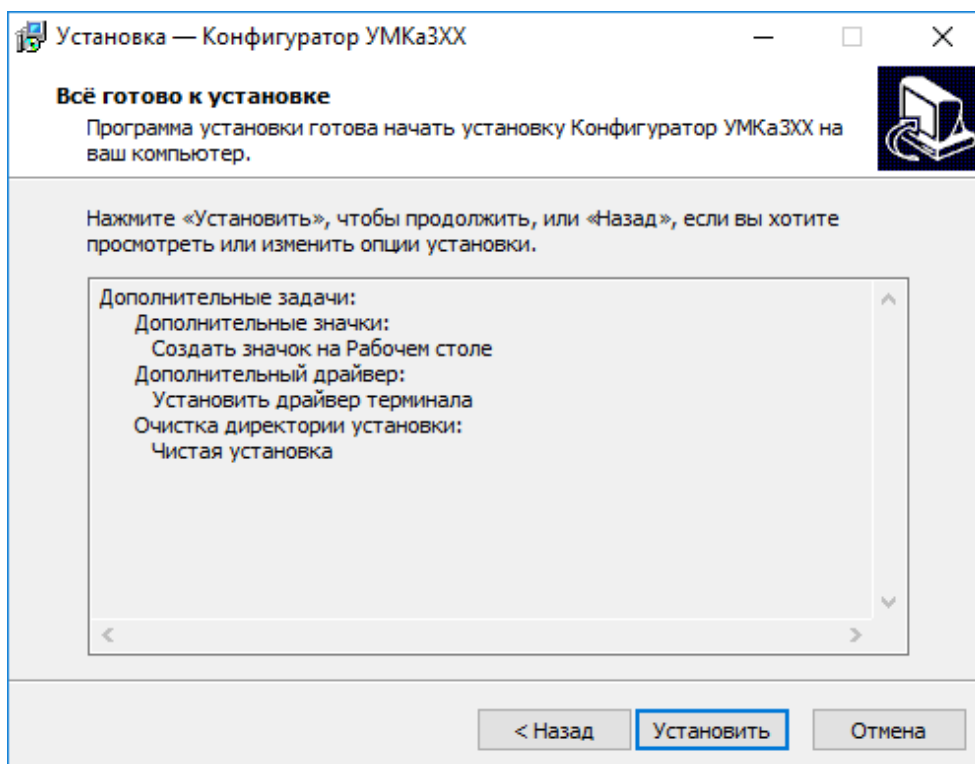 Установка — Конфигуратор УМКа3XX
Всё готово к установке
Программа установки готова начать установку Конфигуратор УМКа3XX на
ваш компьютер.
Нажмите «Установить», чтобы продолжить, или «Назад», если вы хотите
просмотреть или изменить опции установки.
Дополнительные задачи:
Дополнительные значки:
Создать значок на Рабочем столе
Дополнительный драйвер:
Установить драйвер терминала
Очистка директории установки:
Чистая установка
< Назад
Установить
Отмена